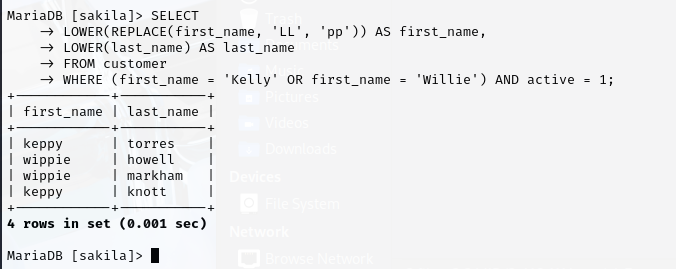 MariaDB [sakila]> SELECT
    -> LOWER(REPLACE(first_name, 'LL', 'pp')) AS first_name,
    -> LOWER(last_name) AS last_name
    -> FROM customer
    -> WHERE (first_name = 'Kelly' OR first_name = 'Willie') AND active = 1;
+------------+-----------+
| first_name | last_name |
+------------+-----------+
| keppy      | torres    |
| wippie     | howell    |
| wippie     | markham   |
| keppy      | knott     |
+------------+-----------+
4 rows in set (0.001 sec)
MariaDB [sakila]>
Trash
Pictures
Videos
Downloads
Devices
File System
Network
Browse Network